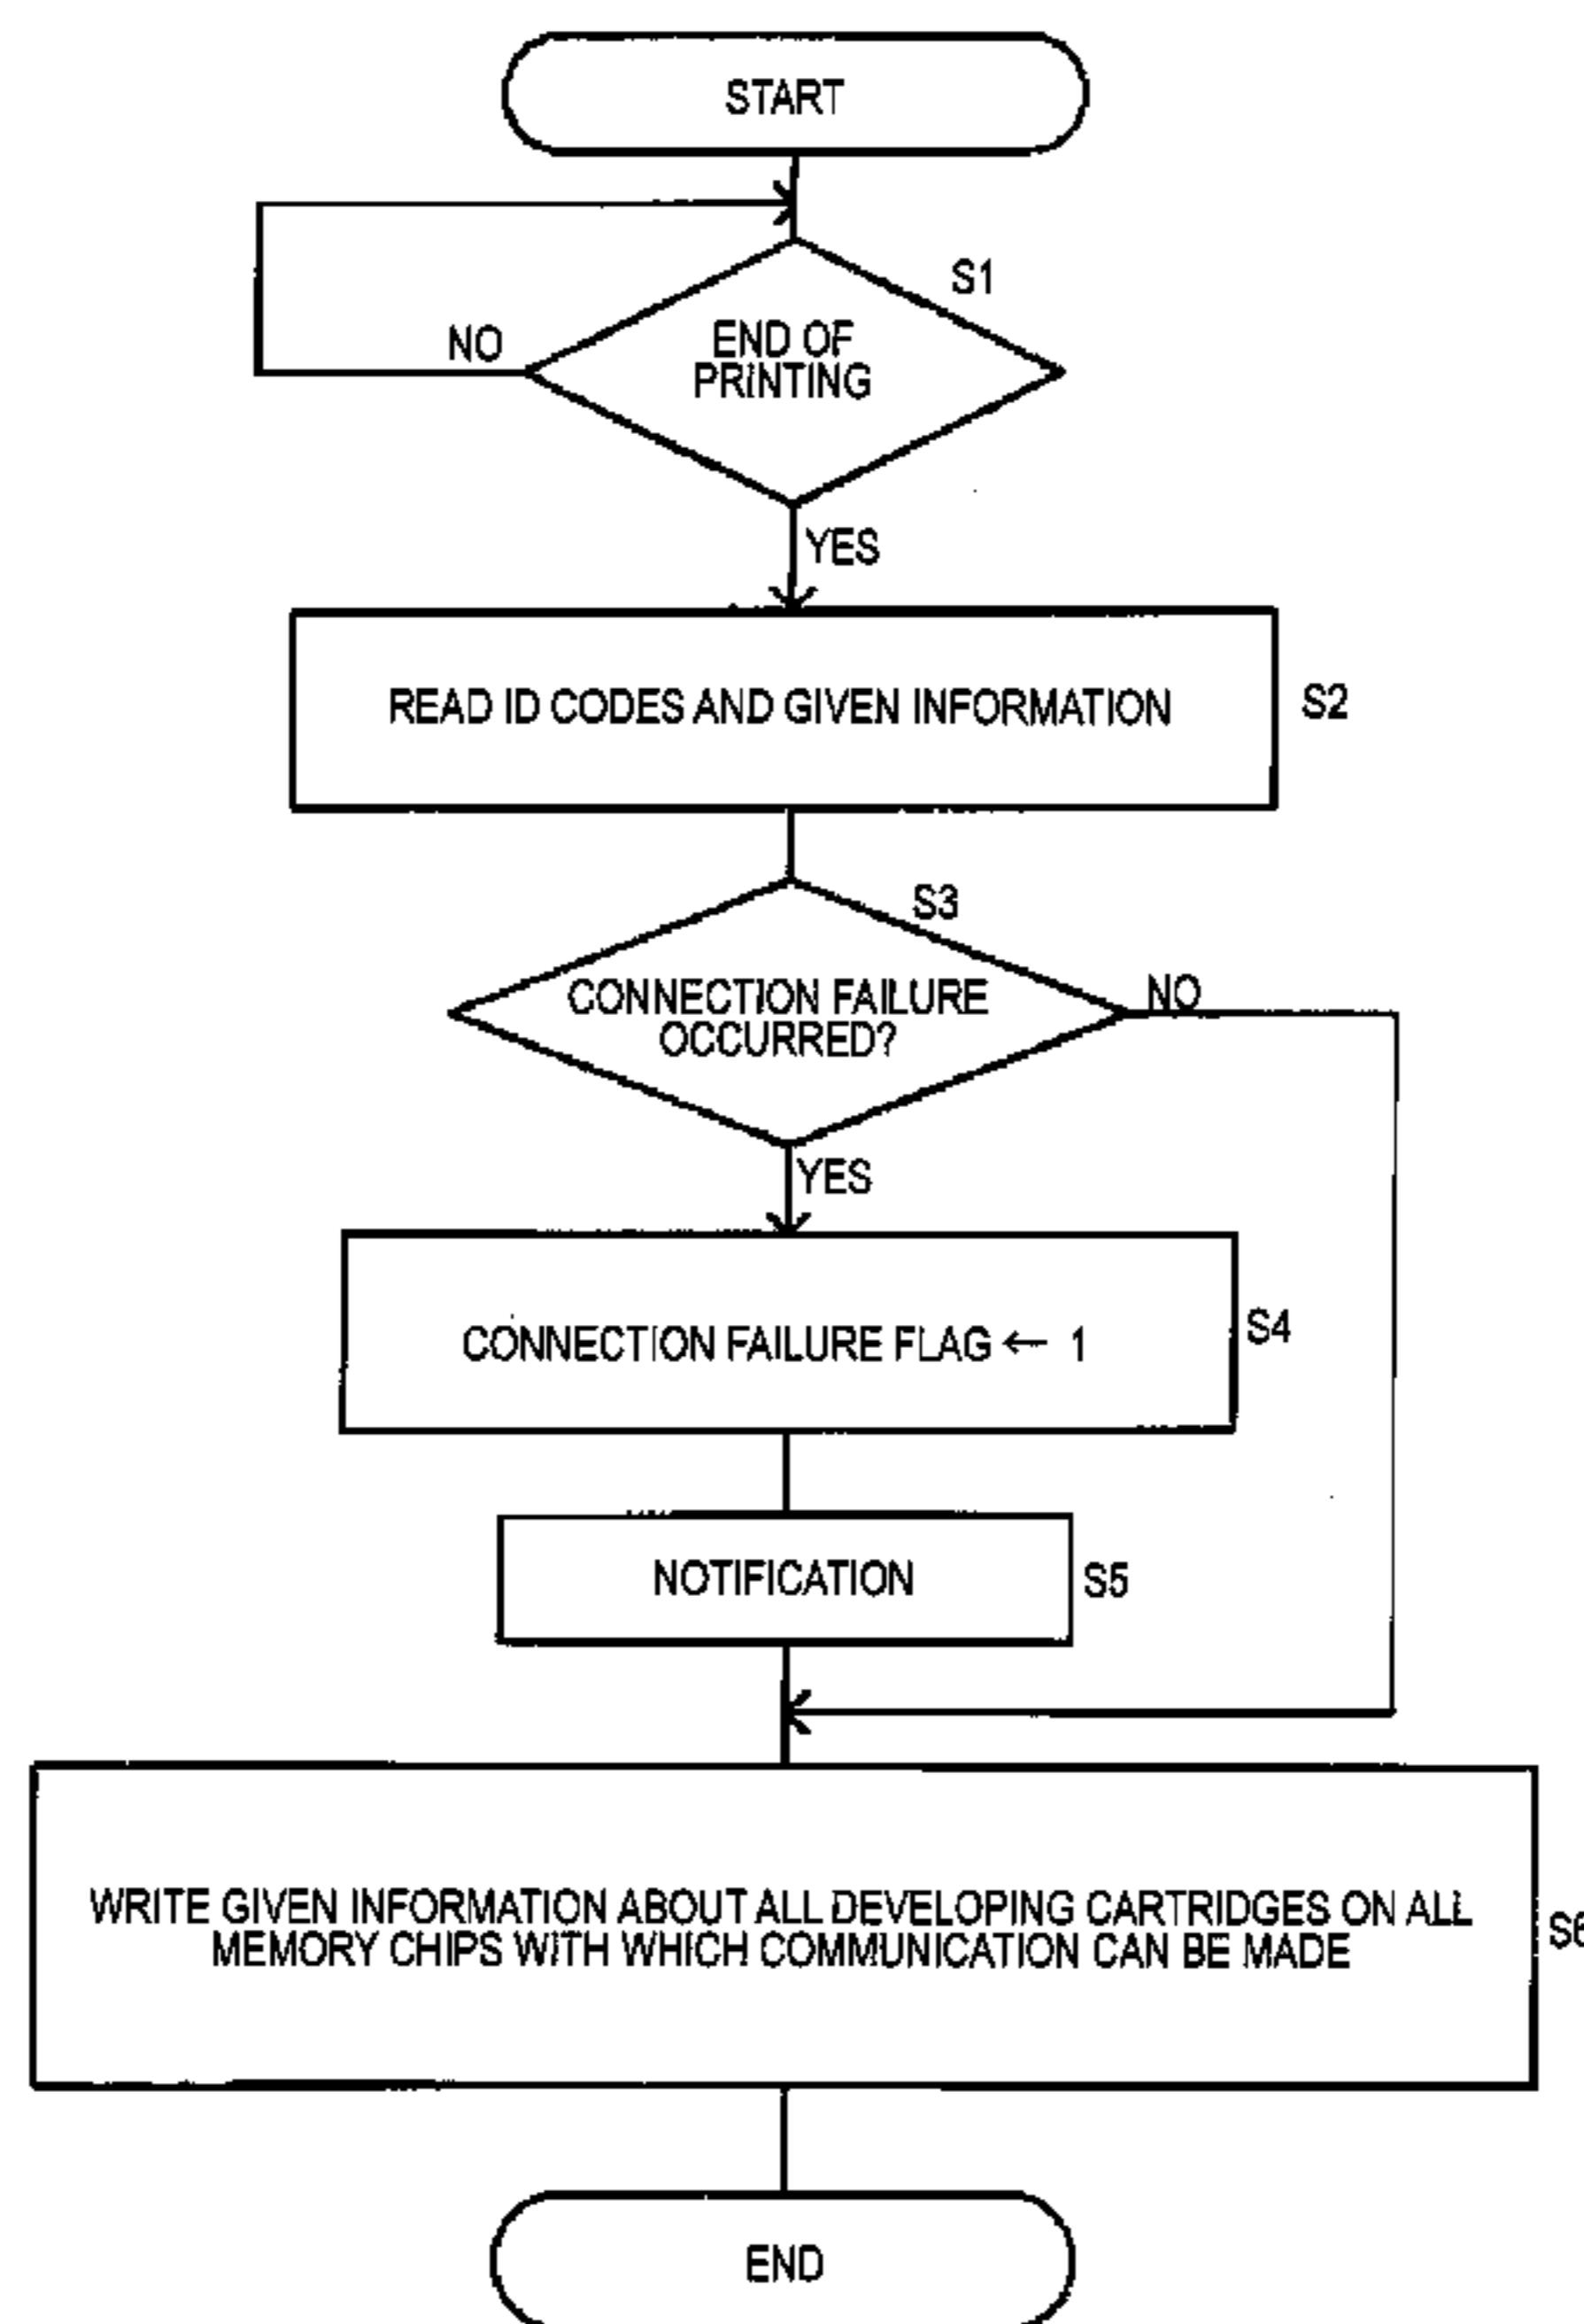 START
S1
NO
END OF
PRINTING
YES
READ ID CODES AND GIVEN INFORMATION
S2
S3
CONNECTION FAILURE
OCCURRED?
NO
YES
CONNECTION FAILURE FLAG ← 1
S4
NOTIFICATION
S5
WRITE GIVEN INFORMATION ABOUT ALL DEVELOPING CARTRIDGES ON ALL
MEMORY CHIPS WITH WHICH COMMUNICATION CAN BE MADE
S6
END